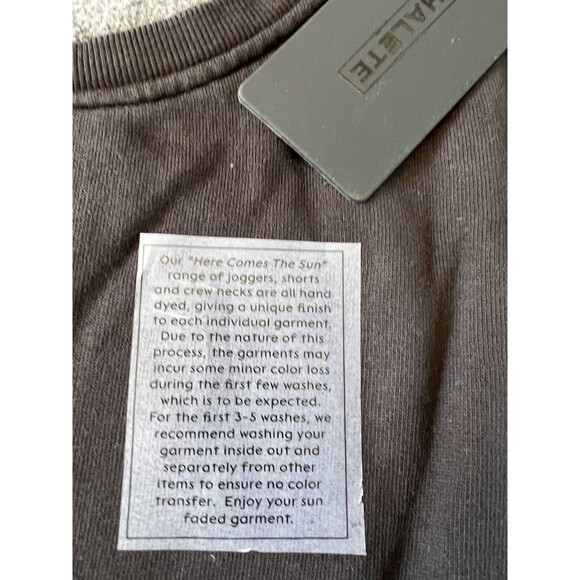 HALETE
Our "Here Comes The Sun"
range of joggers, shorts
and crew necks are all hand
dyed, giving a unique finish
to each individual garment.
Due to the nature of this
process, the garments may
incur some minor color loss
during the first few washes,
which is to be expected.
For the first 3-5 washes, we
recommend washing your
garment inside out and
separately from other
items to ensure no color
transfer. Enjoy your sun
faded garment.